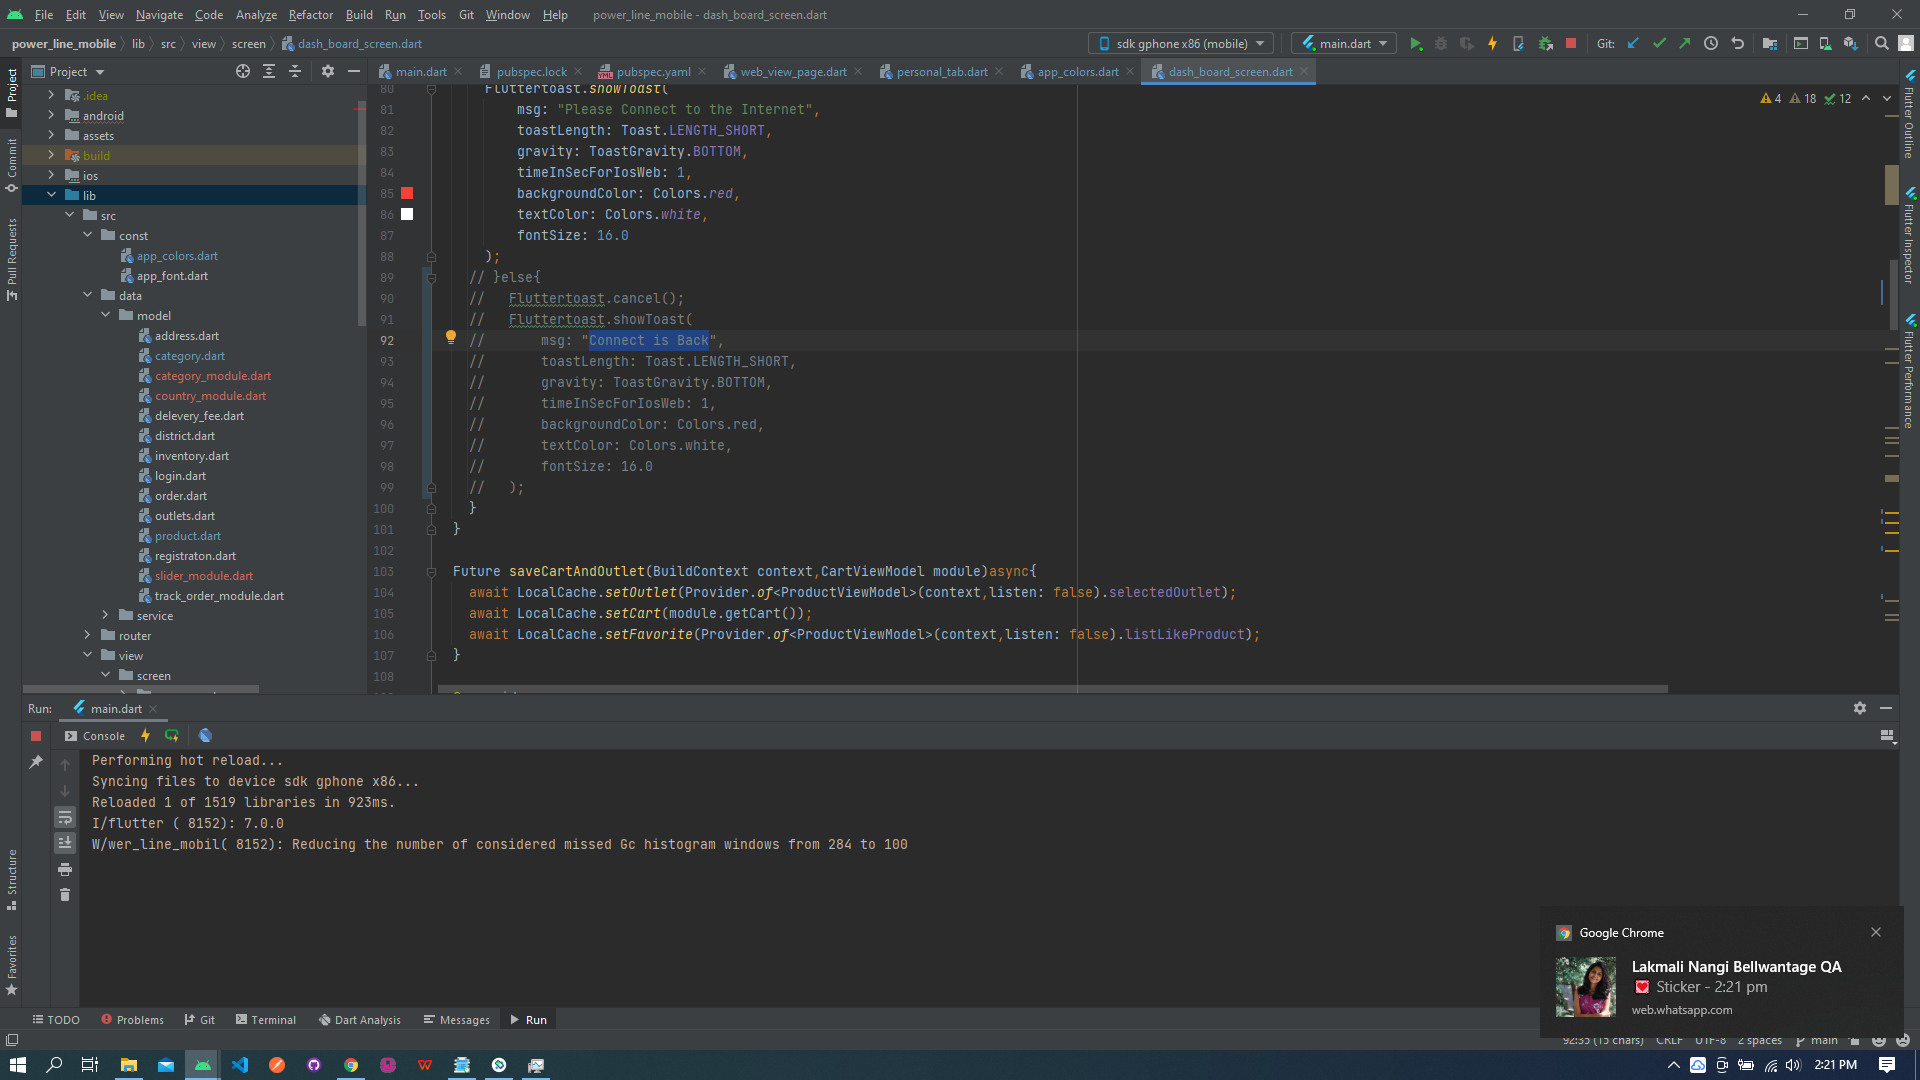 File Edit View Navigate Code Analyze Refactor Build Run Tools Git Window Help power_line_mobile - dash_board_screen.dart
power_line_mobile lib src view screen dash_board_screen.dart sdk gphone x86 (mobile) main.dart Git:
Project main.dart pubspec.lock pubspec.yaml web_view_page.dart personal_tab.dart app_colors.dart dash_board_screen.dart
Project
Commit
Pull Requests
Structure
Favorites
Flutter Outline
Flutter Inspector
Flutter Performance
.idea
android
assets
build
ios
lib
src
const
app_colors.dart
app_font.dart
data
model
address.dart
category.dart
category_module.dart
country_module.dart
delevery_fee.dart
district.dart
inventory.dart
login.dart
order.dart
outlets.dart
product.dart
registraton.dart
slider_module.dart
track_order_module.dart
service
router
view
screen
4 18 12
80 Fluttertoast.showToast(
81 msg: "Please Connect to the Internet",
82 toastLength: Toast.LENGTH_SHORT,
83 gravity: ToastGravity.BOTTOM,
84 timeInSecForIosWeb: 1,
85 backgroundColor: Colors.red,
86 textColor: Colors.white,
87 fontSize: 16.0
88 );
89 // }else{
90 // Fluttertoast.cancel();
91 // Fluttertoast.showToast(
92 // msg: "Connect is Back",
93 // toastLength: Toast.LENGTH_SHORT,
94 // gravity: ToastGravity.BOTTOM,
95 // timeInSecForIosWeb: 1,
96 // backgroundColor: Colors.red,
97 // textColor: Colors.white,
98 // fontSize: 16.0
99 // );
100 }
101 }
102
103 Future saveCartAndOutlet(BuildContext context,CartViewModel module)async{
104 await LocalCache.setOutlet(Provider.of<ProductViewModel>(context,listen: false).selectedOutlet);
105 await LocalCache.setCart(module.getCart());
106 await LocalCache.setFavorite(Provider.of<ProductViewModel>(context,listen: false).listLikeProduct);
107 }
108
Run: main.dart
Console
Performing hot reload...
Syncing files to device sdk gphone x86...
Reloaded 1 of 1519 libraries in 923ms.
I/flutter ( 8152): 7.0.0
W/wer_line_mobil( 8152): Reducing the number of considered missed Gc histogram windows from 284 to 100
Google Chrome
Lakmali Nangi Bellwantage QA
Sticker - 2:21 pm
web.whatsapp.com
TODO Problems Git Terminal Dart Analysis Messages Run
92:35 (15 chars) CRLF UTF-8 2 spaces main
2:21 PM